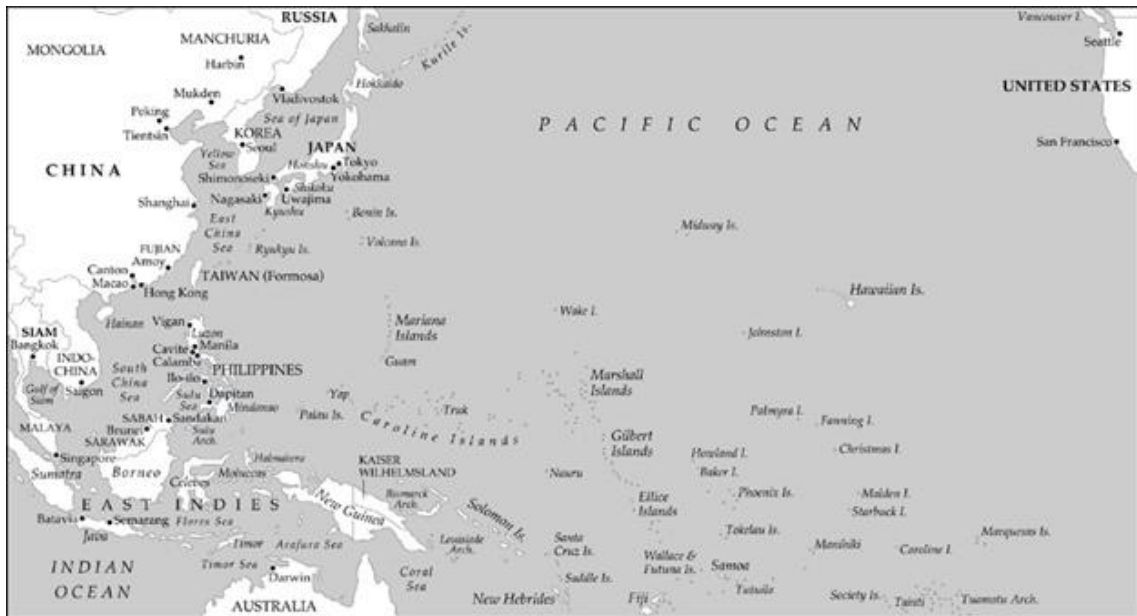 RUSSIA
Sakhalin
Vancouver I.
MONGOLIA
MANCHURIA
Kurile Is.
Seattle
Harbin
Hokkaido
UNITED STATES
Mukden
Vladivostok
Peking
Sea of Japan
PACIFIC OCEAN
Tientsin
KOREA
Seoul
JAPAN
San Francisco
Yellow
Sea
Honshu
Tokyo
CHINA
Shimonoseki
Yokohama
Shikoku
Nagasaki
Uwajima
Shanghai
Kyushu
East
China
Sea
Bonin Is.
Midway Is.
FUJIAN
Ryukyu Is.
Volcano Is.
Amoy
Canton
TAIWAN (Formosa)
Macao
Hong Kong
Hawaiian Is.
Hainan
Vigan
Mariana
Islands
Wake I.
SIAM
Luzon
Johnston I.
Bangkok
Manila
Cavite
INDO-
CHINA
Calamba
Guam
South
China
Sea
PHILIPPINES
Ilo-ilo
Marshall
Islands
Gulf of
Siam
Saigon
Sulu
Sea
Dapitan
Yap
Mindanao
Palau Is.
Truk
Palmyra I.
Fanning I.
MALAYA
SABAH
Sandakan
Caroline Islands
Brunei
Sulu
Arch.
SARAWAK
Gilbert
Islands
Howland I.
Christmas I.
Singapore
Halmahera
KAISER
WILHELMSLAND
Sumatra
Borneo
Moluccas
Nauru
Baker I.
Celebes
Bismarck
Arch.
EAST INDIES
New Guinea
Solomon Is.
Ellice
Islands
Phoenix Is.
Malden I.
Starbuck I.
Batavia
Semarang
Flores Sea
Java
Timor
Arafura Sea
Louisiade
Arch.
Santa
Cruz Is.
Tokelau Is.
Marquesas Is.
Manihiki
Caroline I.
Timor Sea
Wallace &
Futuna Is.
Samoa
INDIAN
OCEAN
Darwin
Coral
Sea
Tutuila
AUSTRALIA
New Hebrides
Fiji
Society Is.
Tahiti
Tuamotu Arch.